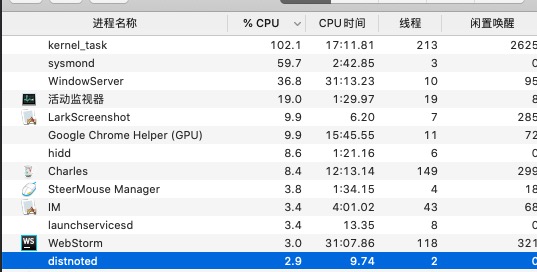 进程名称 % CPU CPU 时间 线程 闲置唤醒
kernel_task 102.1 17:11.81 213 2625
sysmond 59.7 2:42.85 3 0
WindowServer 36.8 31:13.23 10 95
活动监视器 19.0 1:29.97 19 8
LarkScreenshot 9.9 6.20 7 285
Google Chrome Helper (GPU) 9.9 15:45.55 11 72
hidd 8.6 1:21.16 6 0
Charles 8.4 12:13.14 149 299
SteerMouse Manager 3.8 1:34.15 4 18
IM 3.4 4:01.02 43 68
launchservicesd 3.4 13.35 8 0
WS WebStorm 3.0 31:07.86 118 321
distnoted 2.9 9.74 2 0